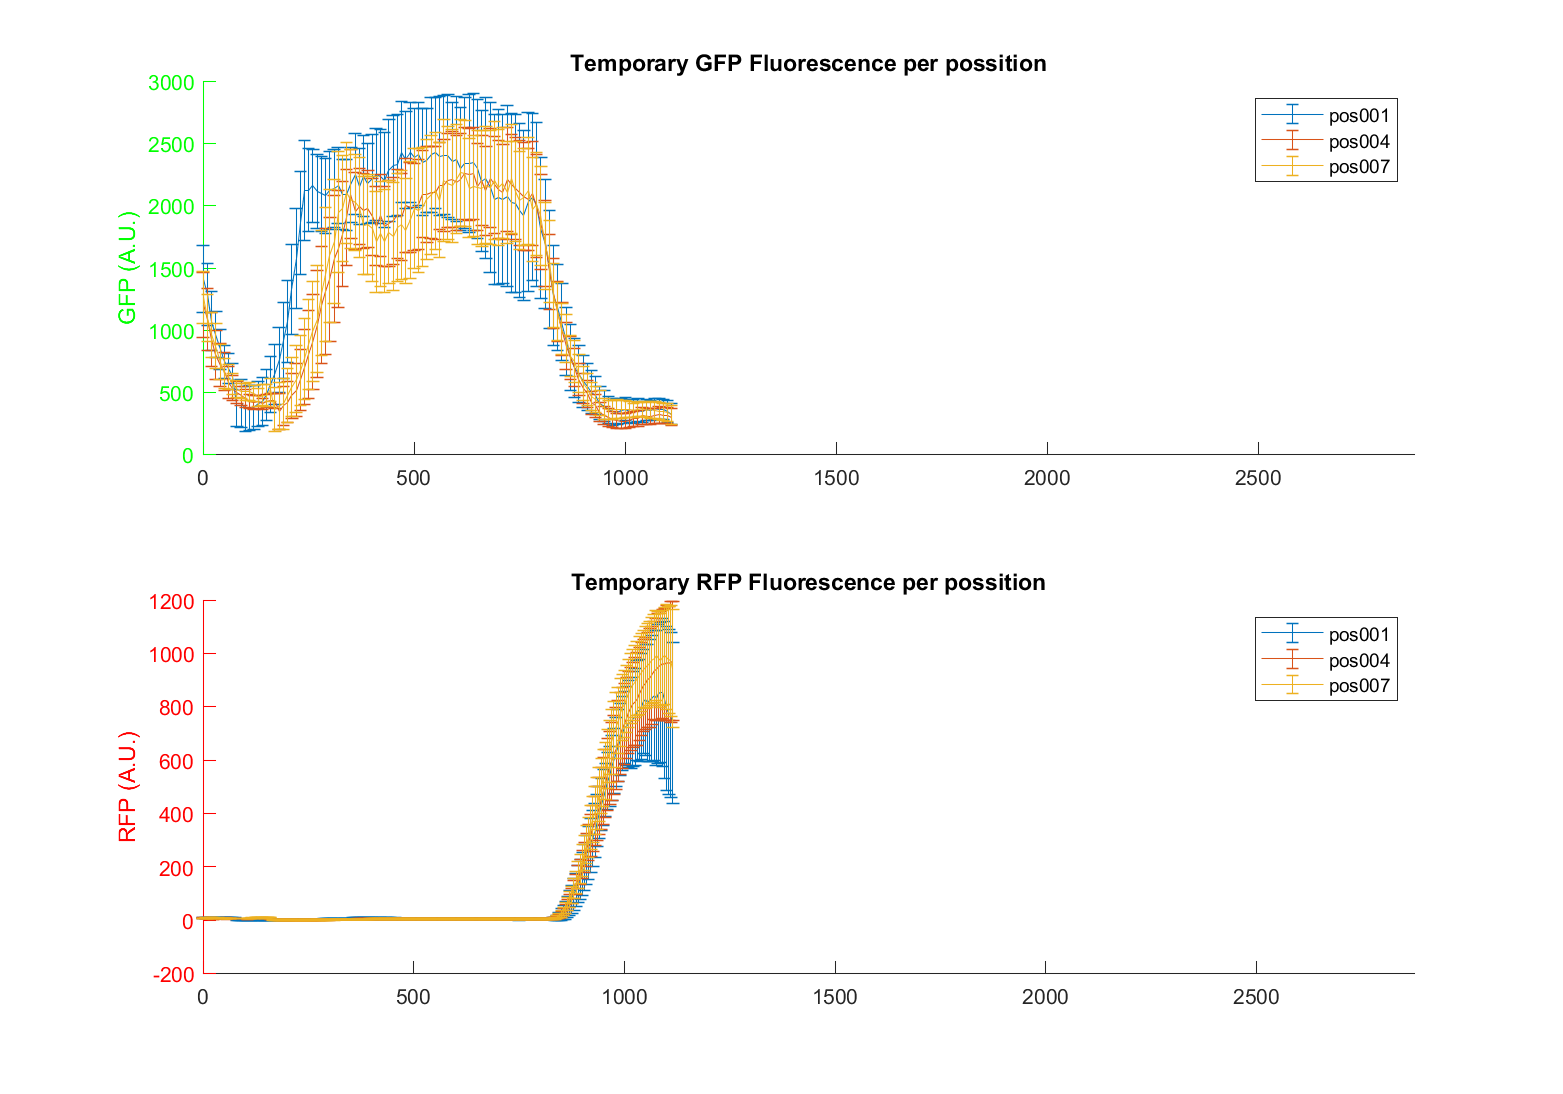 Temporary GFP Fluorescence per possition
GFP (A.U.)
3000
2500
2000
1500
1000
500
0
0 500 1000 1500 2000 2500
pos001
pos004
pos007
Temporary RFP Fluorescence per possition
RFP (A.U.)
1200
1000
800
600
400
200
0
-200
0 500 1000 1500 2000 2500
pos001
pos004
pos007